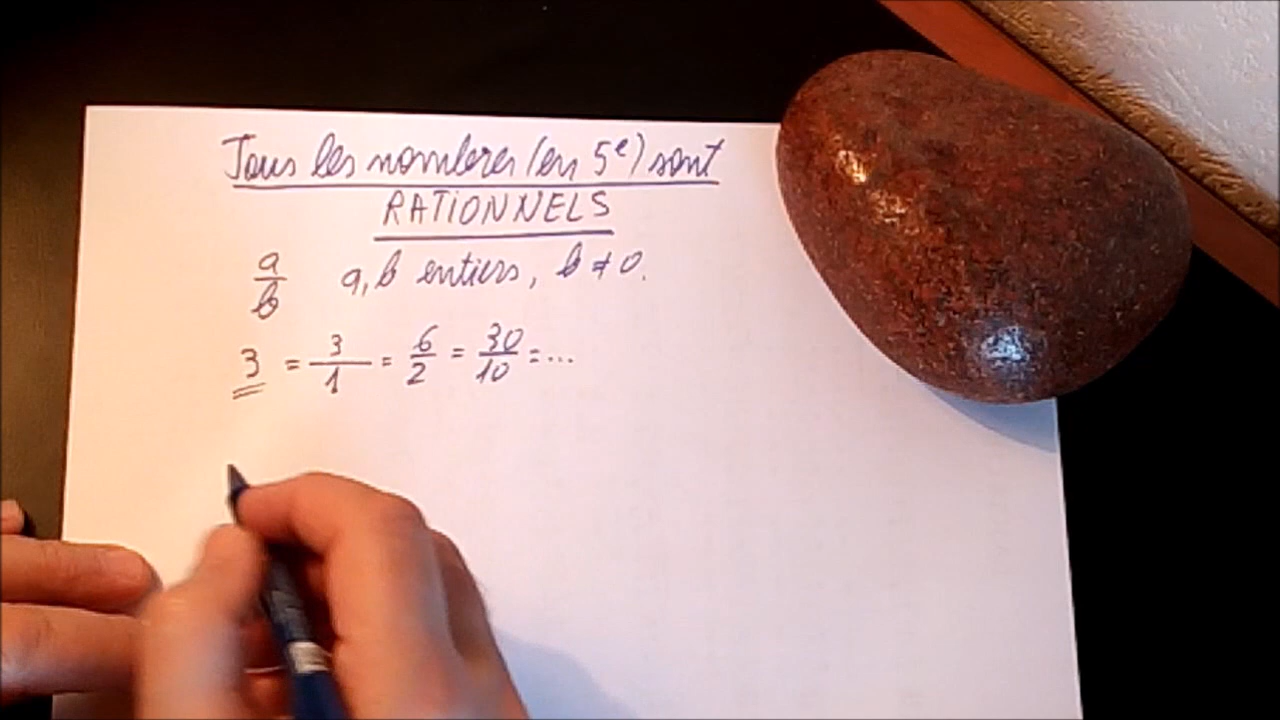 Tous les nombres (en 5e) sont
RATIONNELS
a/b a, b entiers, b ≠ 0.
3 = 3/1 = 6/2 = 30/10 = ...